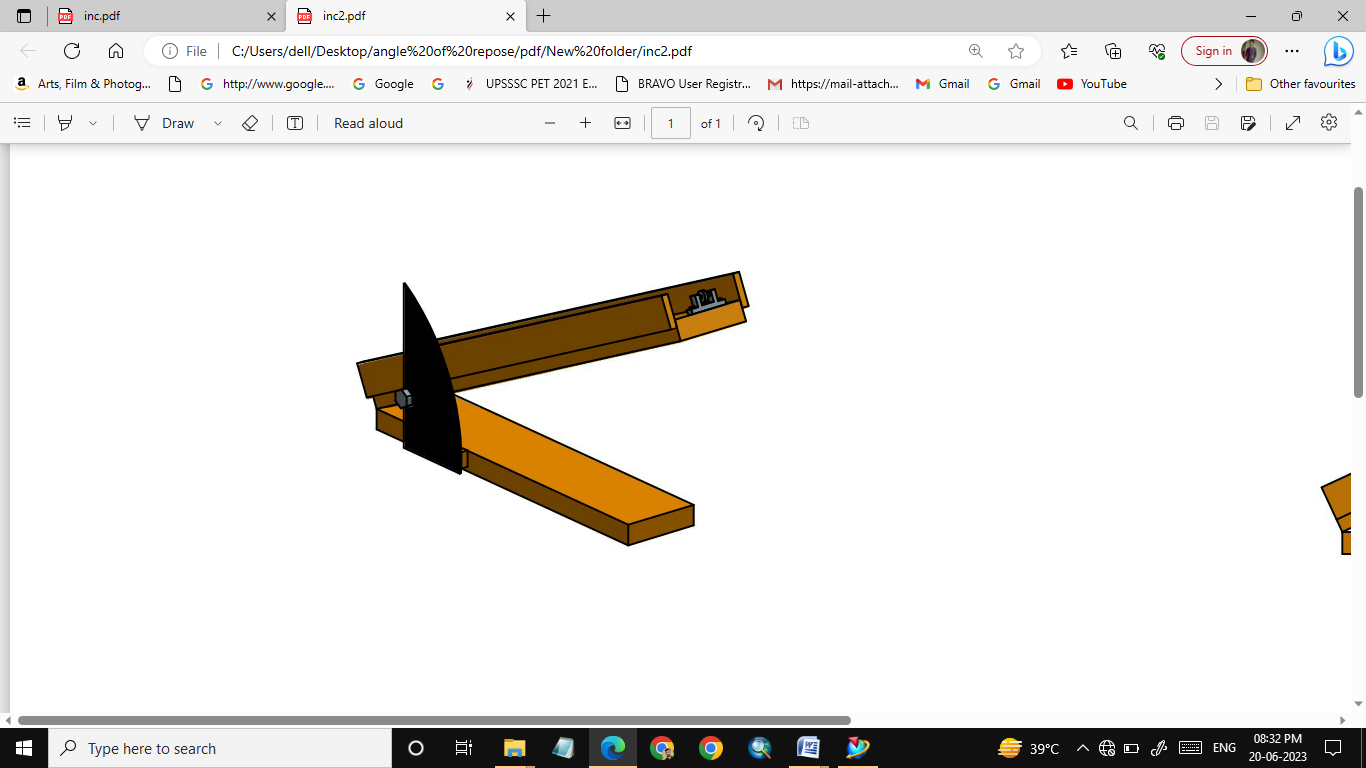 inc.pdf
inc2.pdf
File
C:/Users/dell/Desktop/angle%20of%20repose/pdf/New%20folder/inc2.pdf
Sign in
Arts, Film & Photog...
http://www.google....
Google
UPSSSC PET 2021 E...
BRAVO User Registr...
https://mail-attach...
Gmail
Gmail
YouTube
Other favourites
Draw
Read aloud
1
of 1
Type here to search
39°C
ENG
08:32 PM
20-06-2023